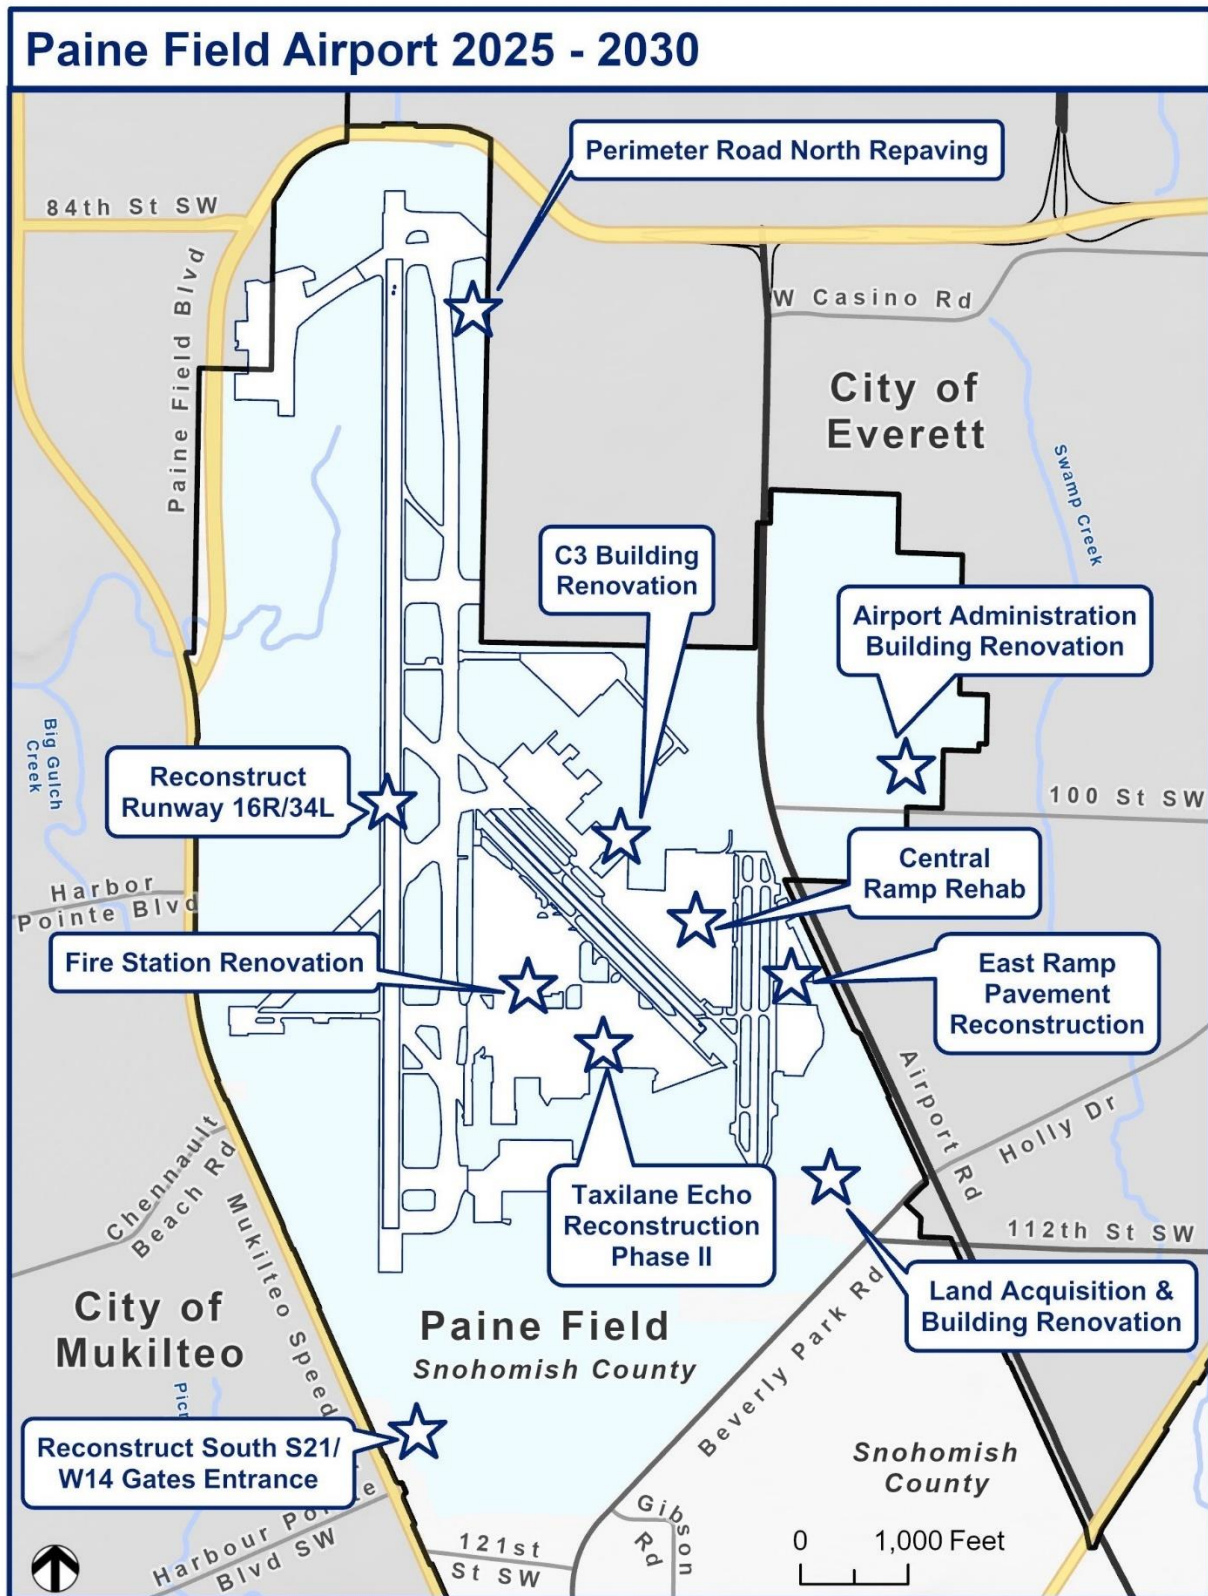 Paine Field Airport 2025 - 2030
Perimeter Road North Repaving
84th St SW
Paine Field Blvd
W Casino Rd
City of
Everett
Swamp Creek
C3 Building
Renovation
Airport Administration
Building Renovation
Big Gulch
Creek
Reconstruct
Runway 16R/34L
100 St SW
Central
Ramp Rehab
Harbor
Pointe Blvd
Fire Station Renovation
East Ramp
Pavement
Reconstruction
Airport Rd
Holly Dr
Chennault
Beach Rd
Mukilteo Speed
Taxilane Echo
Reconstruction
Phase II
112th St SW
Land Acquisition &
Building Renovation
City of
Mukilteo
Paine Field
Snohomish County
Beverly Park Rd
Reconstruct South S21/
W14 Gates Entrance
Snohomish
County
Harbour Pointe
Blvd SW
121st
St SW
Gibson
Rd
0 1,000 Feet